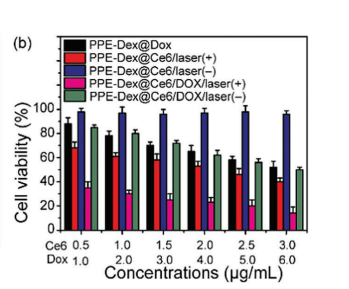 (b)
PPE-Dex@Dox
PPE-Dex@Ce6/laser(+)
PPE-Dex@Ce6/laser(−)
PPE-Dex@Ce6/DOX/laser(+)
PPE-Dex@Ce6/DOX/laser(−)
Cell viability (%)
100
80
60
40
20
0
Ce6 0.5 1.0 1.5 2.0 2.5 3.0
Dox 1.0 2.0 3.0 4.0 5.0 6.0
Concentrations (μg/mL)